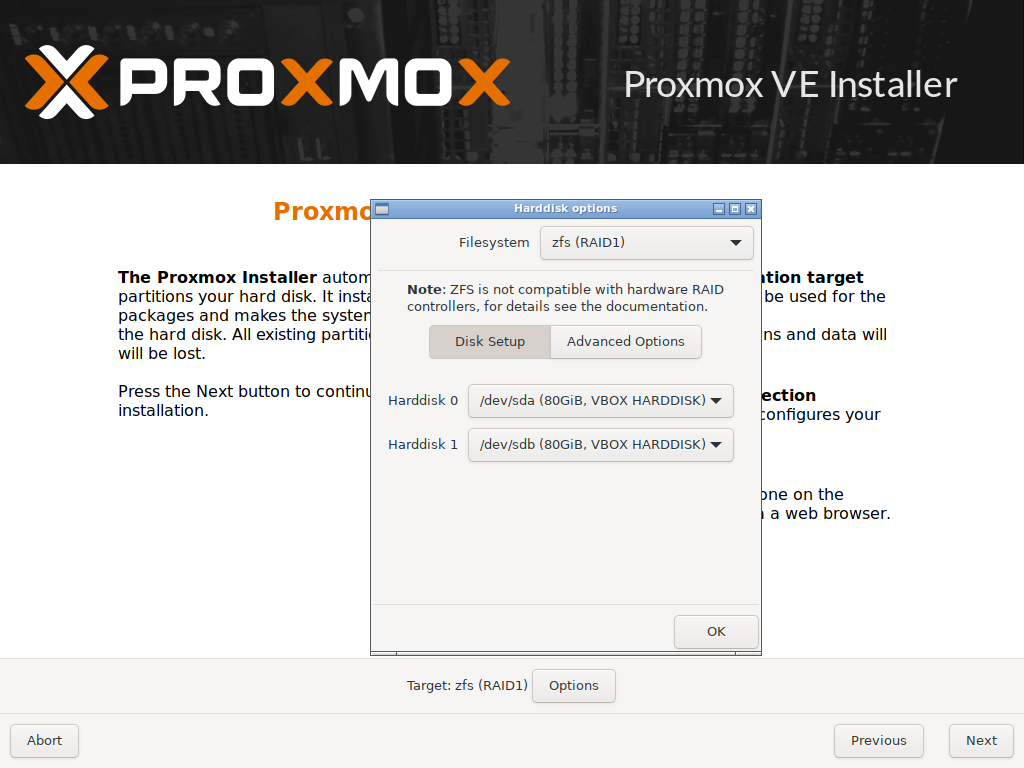 PROXMOX
Proxmox VE Installer
Harddisk options
Filesystem zfs (RAID1)
Note: ZFS is not compatible with hardware RAID
controllers, for details see the documentation.
Disk Setup Advanced Options
Harddisk 0 /dev/sda (80GiB, VBOX HARDDISK)
Harddisk 1 /dev/sdb (80GiB, VBOX HARDDISK)
OK
Proxmo
The Proxmox Installer autom
partitions your hard disk. It insta
packages and makes the system
the hard disk. All existing partitio
will be lost.
Press the Next button to continu
installation.
ation target
be used for the
ns and data will
ection
configures your
one on the
a web browser.
Target: zfs (RAID1) Options
Abort Previous Next